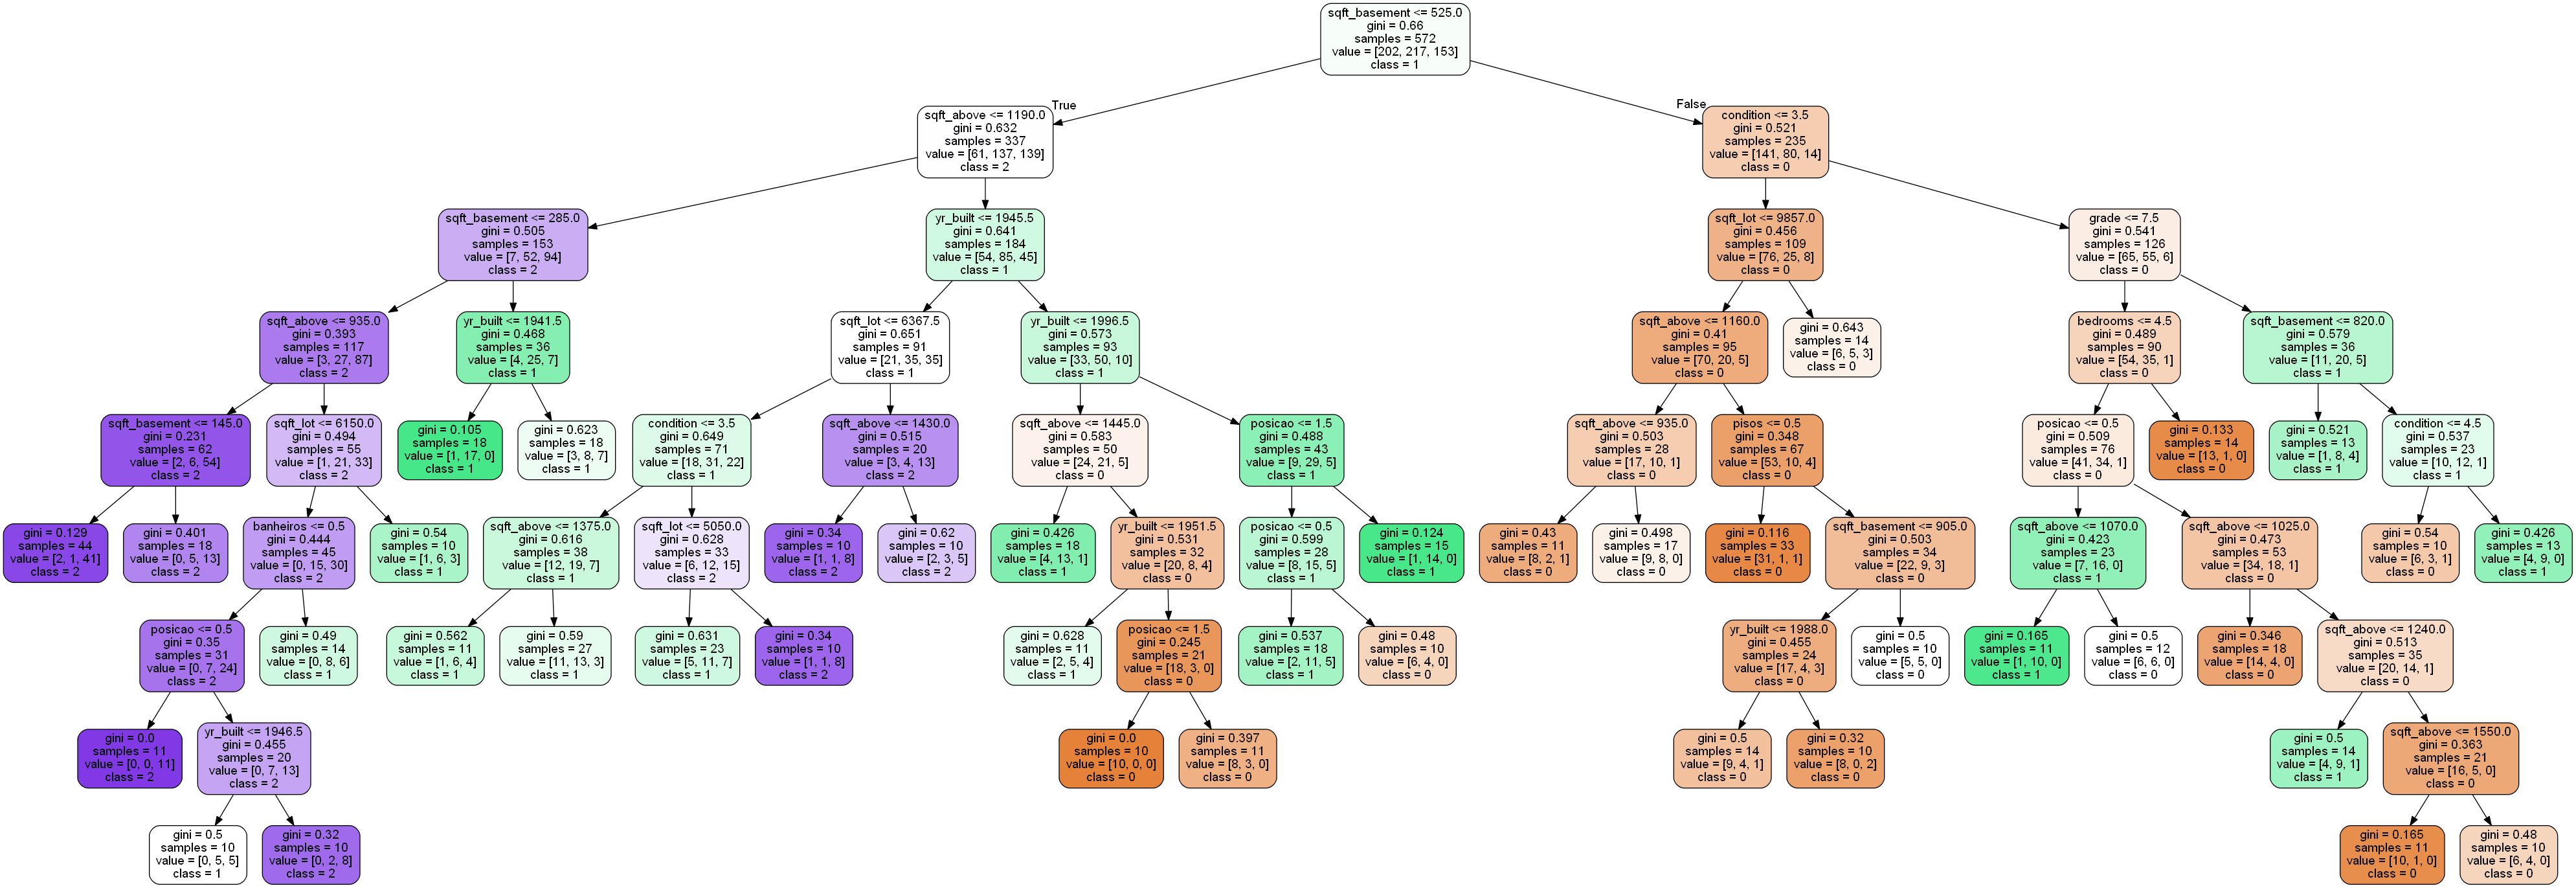 sqft_basement <= 525.0
gini = 0.66
samples = 572
value = [202, 217, 153]
class = 1
True
False
sqft_above <= 1190.0
gini = 0.632
samples = 337
value = [61, 137, 139]
class = 2
condition <= 3.5
gini = 0.521
samples = 235
value = [141, 80, 14]
class = 0
sqft_basement <= 285.0
gini = 0.505
samples = 153
value = [7, 52, 94]
class = 2
yr_built <= 1945.5
gini = 0.641
samples = 184
value = [54, 85, 45]
class = 1
sqft_lot <= 9857.0
gini = 0.456
samples = 109
value = [76, 25, 8]
class = 0
grade <= 7.5
gini = 0.541
samples = 126
value = [65, 55, 6]
class = 0
sqft_above <= 935.0
gini = 0.393
samples = 117
value = [3, 27, 87]
class = 2
yr_built <= 1941.5
gini = 0.468
samples = 36
value = [4, 25, 7]
class = 1
sqft_lot <= 6367.5
gini = 0.651
samples = 91
value = [21, 35, 35]
class = 1
yr_built <= 1996.5
gini = 0.573
samples = 93
value = [33, 50, 10]
class = 1
sqft_above <= 1160.0
gini = 0.41
samples = 95
value = [70, 20, 5]
class = 0
gini = 0.643
samples = 14
value = [6, 5, 3]
class = 0
bedrooms <= 4.5
gini = 0.489
samples = 90
value = [54, 35, 1]
class = 0
sqft_basement <= 820.0
gini = 0.579
samples = 36
value = [11, 20, 5]
class = 1
sqft_basement <= 145.0
gini = 0.231
samples = 62
value = [2, 6, 54]
class = 2
sqft_lot <= 6150.0
gini = 0.494
samples = 55
value = [1, 21, 33]
class = 2
gini = 0.105
samples = 18
value = [1, 17, 0]
class = 1
gini = 0.623
samples = 18
value = [3, 8, 7]
class = 1
condition <= 3.5
gini = 0.649
samples = 71
value = [18, 31, 22]
class = 1
sqft_above <= 1430.0
gini = 0.515
samples = 20
value = [3, 4, 13]
class = 2
sqft_above <= 1445.0
gini = 0.583
samples = 50
value = [24, 21, 5]
class = 0
posicao <= 1.5
gini = 0.488
samples = 43
value = [9, 29, 5]
class = 1
sqft_above <= 935.0
gini = 0.503
samples = 28
value = [17, 10, 1]
class = 0
pisos <= 0.5
gini = 0.348
samples = 67
value = [53, 10, 4]
class = 0
posicao <= 0.5
gini = 0.509
samples = 76
value = [41, 34, 1]
class = 0
gini = 0.133
samples = 14
value = [13, 1, 0]
class = 0
gini = 0.521
samples = 13
value = [1, 8, 4]
class = 1
condition <= 4.5
gini = 0.537
samples = 23
value = [10, 12, 1]
class = 1
gini = 0.129
samples = 44
value = [2, 1, 41]
class = 2
gini = 0.401
samples = 18
value = [0, 5, 13]
class = 2
banheiros <= 0.5
gini = 0.444
samples = 45
value = [0, 15, 30]
class = 2
gini = 0.54
samples = 10
value = [1, 6, 3]
class = 1
sqft_above <= 1375.0
gini = 0.616
samples = 38
value = [12, 19, 7]
class = 1
sqft_lot <= 5050.0
gini = 0.628
samples = 33
value = [6, 12, 15]
class = 2
gini = 0.34
samples = 10
value = [1, 1, 8]
class = 2
gini = 0.62
samples = 10
value = [2, 3, 5]
class = 2
gini = 0.426
samples = 18
value = [4, 13, 1]
class = 1
yr_built <= 1951.5
gini = 0.531
samples = 32
value = [20, 8, 4]
class = 0
posicao <= 0.5
gini = 0.599
samples = 28
value = [8, 15, 5]
class = 1
gini = 0.124
samples = 15
value = [1, 14, 0]
class = 1
gini = 0.43
samples = 11
value = [8, 2, 1]
class = 0
gini = 0.498
samples = 17
value = [9, 8, 0]
class = 0
gini = 0.116
samples = 33
value = [31, 1, 1]
class = 0
sqft_basement <= 905.0
gini = 0.503
samples = 34
value = [22, 9, 3]
class = 0
sqft_above <= 1070.0
gini = 0.423
samples = 23
value = [7, 16, 0]
class = 1
sqft_above <= 1025.0
gini = 0.473
samples = 53
value = [34, 18, 1]
class = 0
gini = 0.54
samples = 10
value = [6, 3, 1]
class = 0
gini = 0.426
samples = 13
value = [4, 9, 0]
class = 1
posicao <= 0.5
gini = 0.35
samples = 31
value = [0, 7, 24]
class = 2
gini = 0.49
samples = 14
value = [0, 8, 6]
class = 1
gini = 0.562
samples = 11
value = [1, 6, 4]
class = 1
gini = 0.59
samples = 27
value = [11, 13, 3]
class = 1
gini = 0.631
samples = 23
value = [5, 11, 7]
class = 1
gini = 0.34
samples = 10
value = [1, 1, 8]
class = 2
gini = 0.628
samples = 11
value = [2, 5, 4]
class = 1
posicao <= 1.5
gini = 0.245
samples = 21
value = [18, 3, 0]
class = 0
gini = 0.537
samples = 18
value = [2, 11, 5]
class = 1
gini = 0.48
samples = 10
value = [6, 4, 0]
class = 0
yr_built <= 1988.0
gini = 0.455
samples = 24
value = [17, 4, 3]
class = 0
gini = 0.5
samples = 10
value = [5, 5, 0]
class = 0
gini = 0.165
samples = 11
value = [1, 10, 0]
class = 1
gini = 0.5
samples = 12
value = [6, 6, 0]
class = 0
gini = 0.346
samples = 18
value = [14, 4, 0]
class = 0
sqft_above <= 1240.0
gini = 0.513
samples = 35
value = [20, 14, 1]
class = 0
gini = 0.0
samples = 11
value = [0, 0, 11]
class = 2
yr_built <= 1946.5
gini = 0.455
samples = 20
value = [0, 7, 13]
class = 2
gini = 0.0
samples = 10
value = [10, 0, 0]
class = 0
gini = 0.397
samples = 11
value = [8, 3, 0]
class = 0
gini = 0.5
samples = 14
value = [9, 4, 1]
class = 0
gini = 0.32
samples = 10
value = [8, 0, 2]
class = 0
gini = 0.5
samples = 14
value = [4, 9, 1]
class = 1
sqft_above <= 1550.0
gini = 0.363
samples = 21
value = [16, 5, 0]
class = 0
gini = 0.5
samples = 10
value = [0, 5, 5]
class = 1
gini = 0.32
samples = 10
value = [0, 2, 8]
class = 2
gini = 0.165
samples = 11
value = [10, 1, 0]
class = 0
gini = 0.48
samples = 10
value = [6, 4, 0]
class = 0